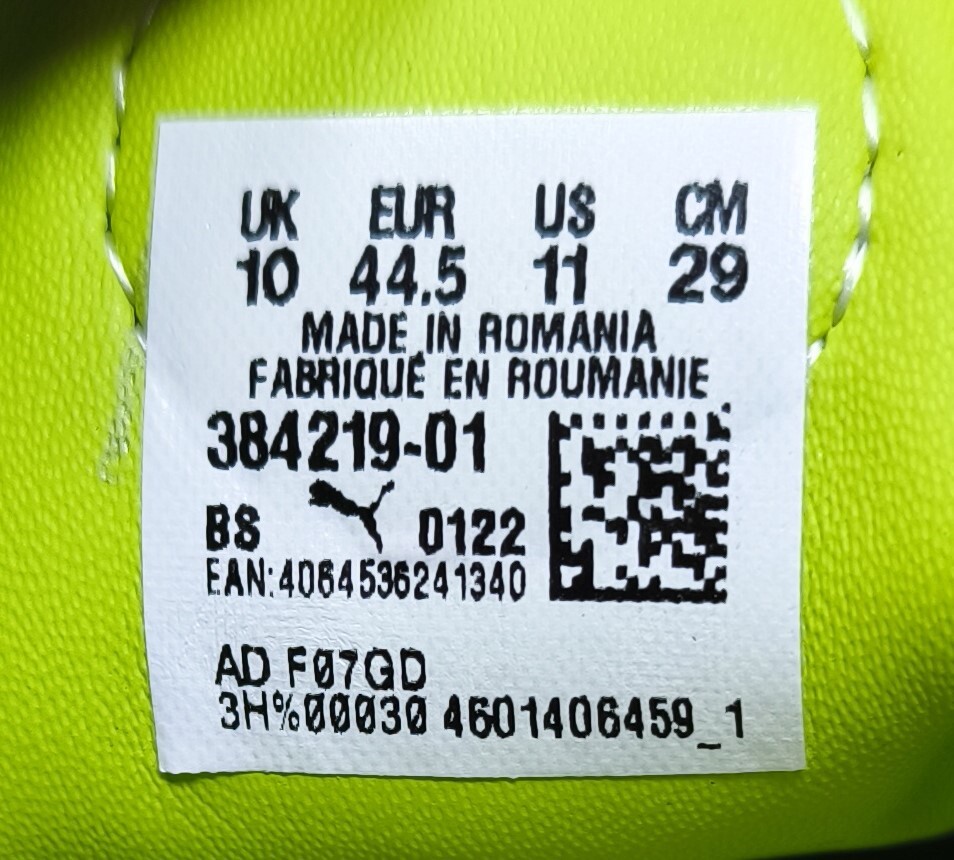 UK EUR US CM
10 44.5 11 29
MADE IN ROMANIA
FABRIQUÉ EN ROUMANIE
384219-01
BS 0122
EAN:4064536241340
AD F07GD
3H%00030 4601406459_1